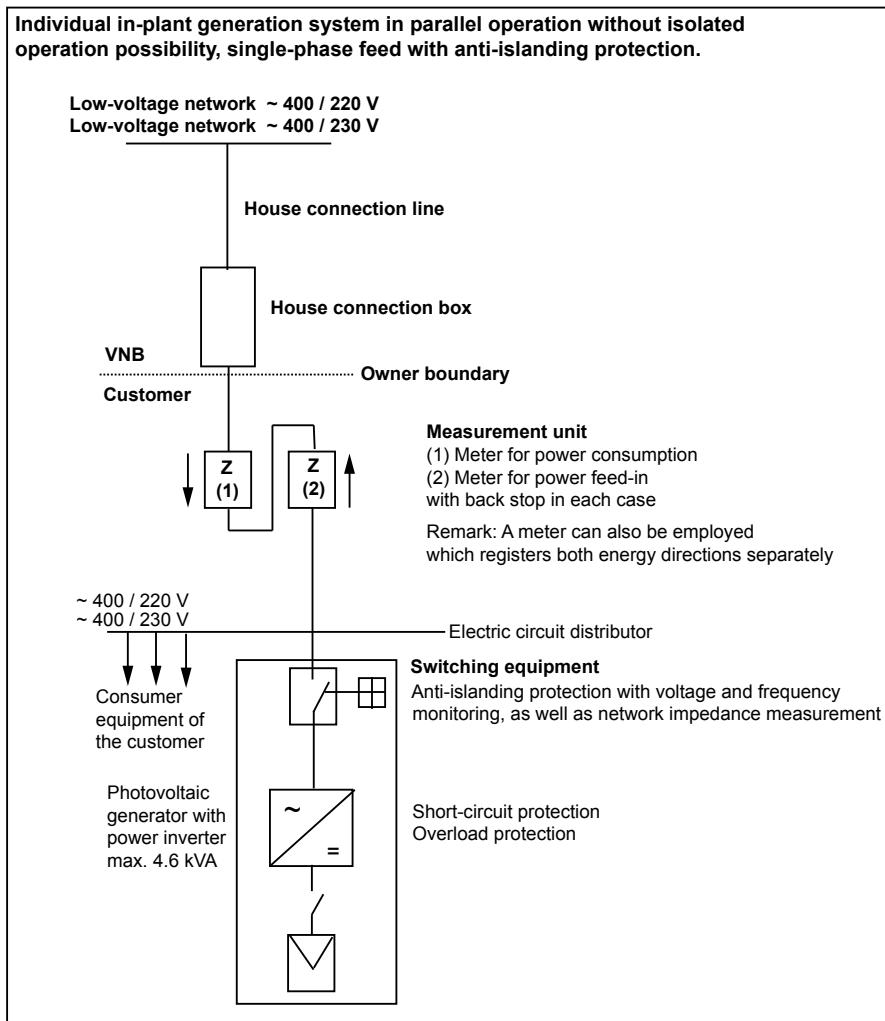 Individual in-plant generation system in parallel operation without isolated
operation possibility, single-phase feed with anti-islanding protection.
Low-voltage network ~ 400 / 220 V
Low-voltage network ~ 400 / 230 V
House connection line
House connection box
VNB
Owner boundary
Customer
Z
(1)
Z
(2)
Measurement unit
(1) Meter for power consumption
(2) Meter for power feed-in
with back stop in each case
Remark: A meter can also be employed
which registers both energy directions separately
~ 400 / 220 V
~ 400 / 230 V
Electric circuit distributor
Consumer
equipment of
the customer
Switching equipment
Anti-islanding protection with voltage and frequency
monitoring, as well as network impedance measurement
Photovoltaic
generator with
power inverter
max. 4.6 kVA
~
=
Short-circuit protection
Overload protection